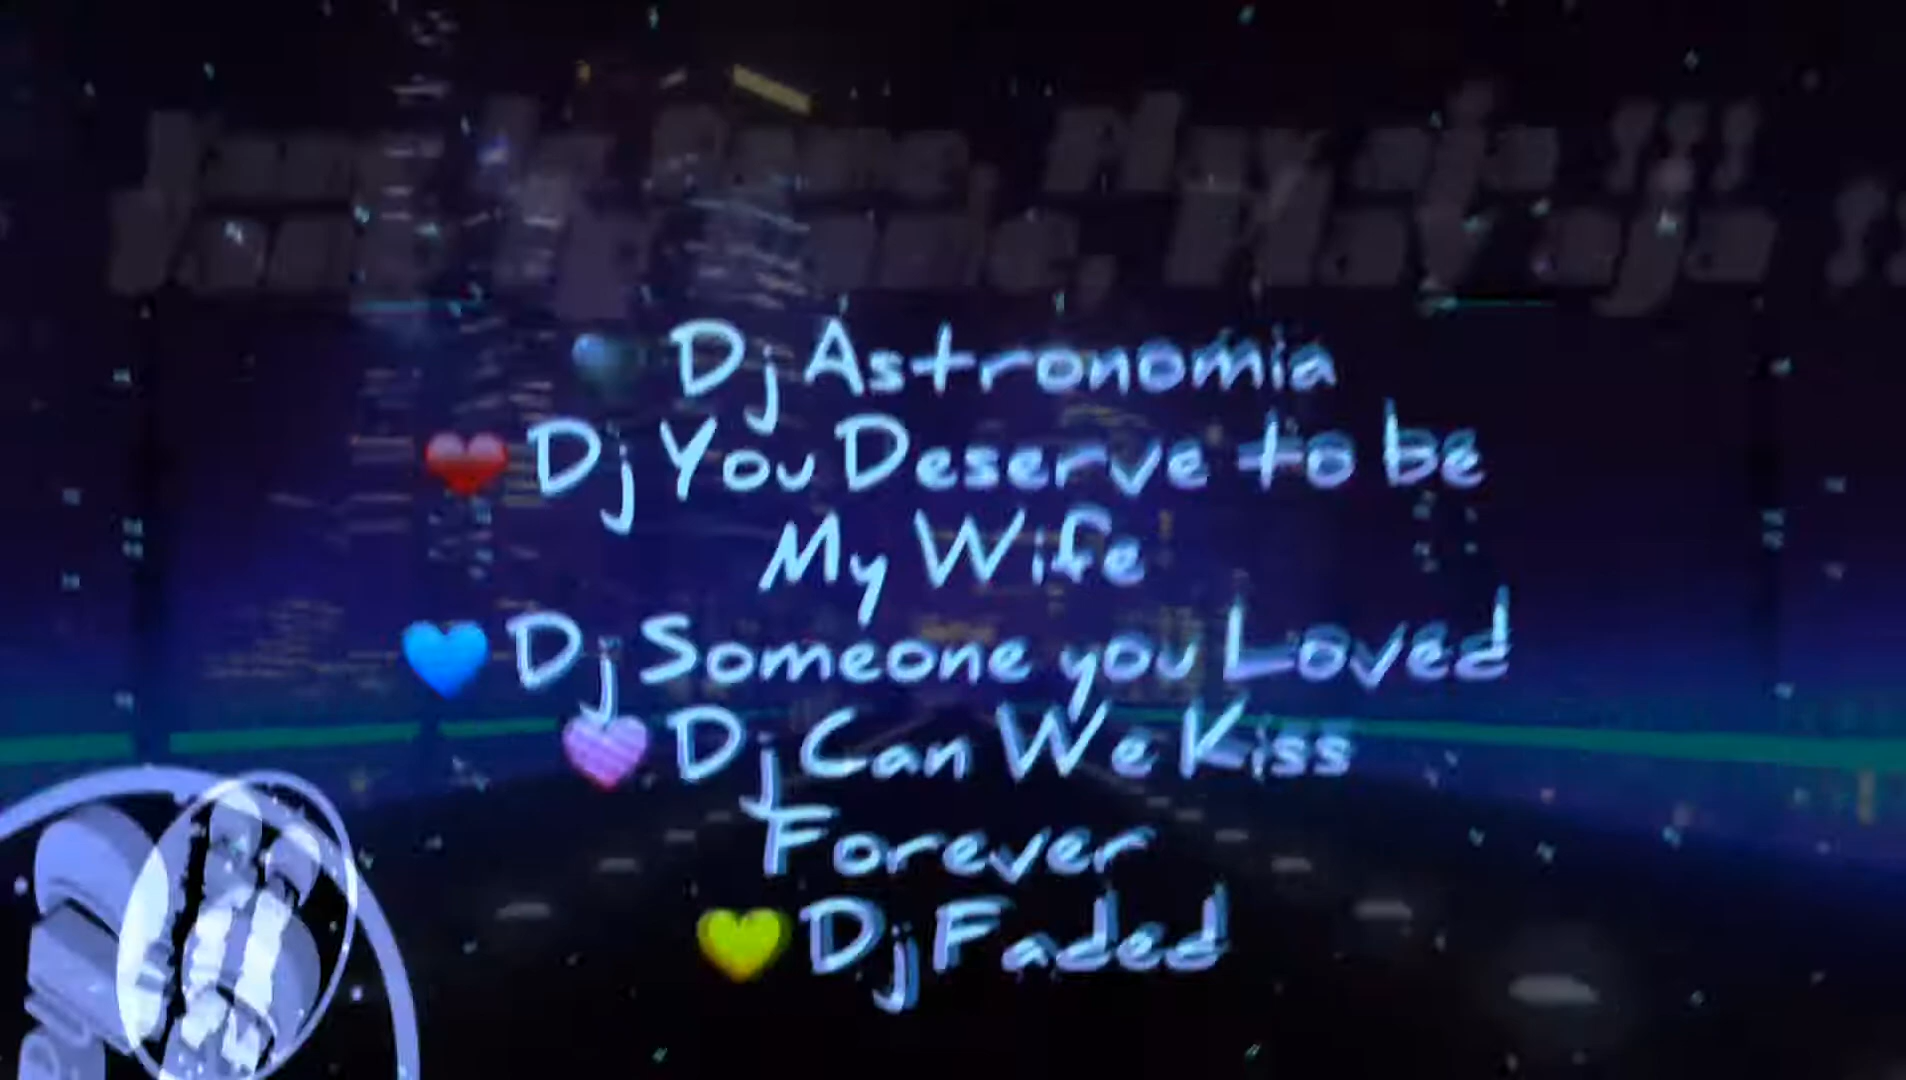 Dj Astronomia
❤️ Dj You Deserve to be
My Wife
💙 Dj Someone you Loved
💜 Dj Can We Kiss
Forever
💛 Dj Faded